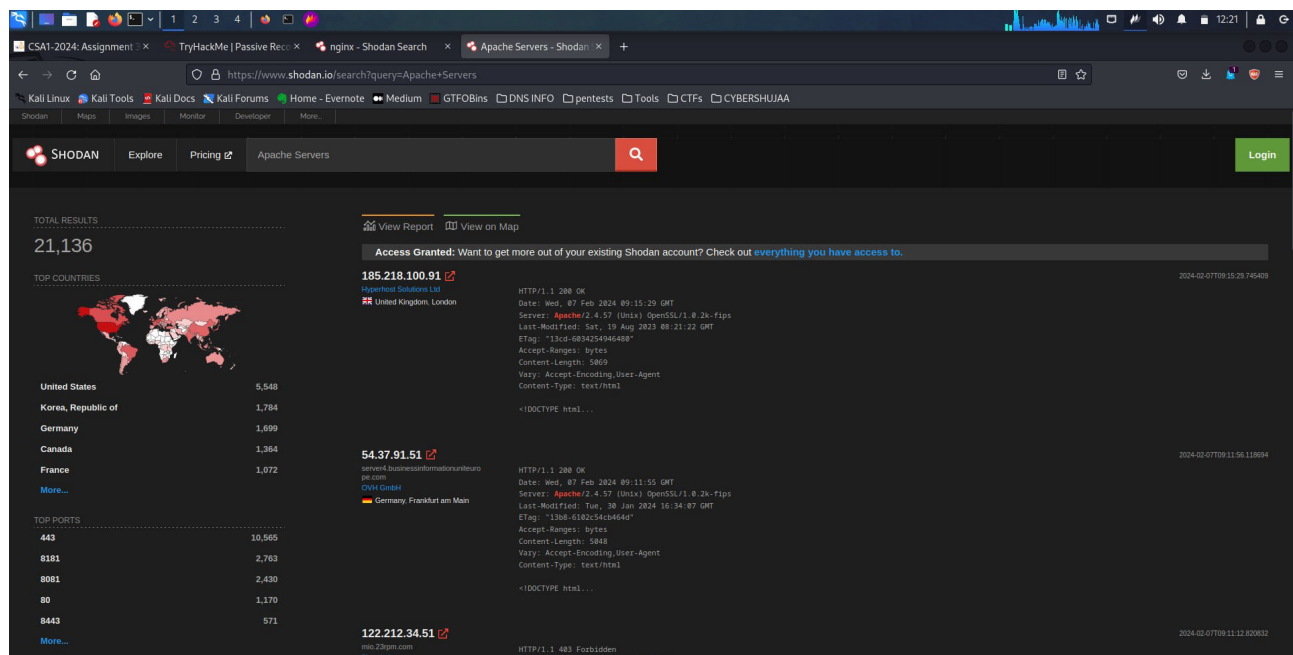 1 2 3 4 12:21
CSA1-2024: Assignment 3 × TryHackMe | Passive Reco × nginx - Shodan Search × Apache Servers - Shodan × +
https://www.shodan.io/search?query=Apache+Servers
Kali Linux Kali Tools Kali Docs Kali Forums Home - Evernote Medium GTFOBins DNS INFO pentests Tools CTFs CYBERSHUJAA
Shodan Maps Images Monitor Developer More...
SHODAN Explore Pricing Apache Servers Login
TOTAL RESULTS
21,136
TOP COUNTRIES
United States 5,548
Korea, Republic of 1,784
Germany 1,699
Canada 1,364
France 1,072
More...
TOP PORTS
443 10,565
8181 2,763
8081 2,430
80 1,170
8443 571
More...
View Report View on Map
Access Granted: Want to get more out of your existing Shodan account? Check out everything you have access to.
185.218.100.91 2024-02-07T09:15:29.745409
Hyperhost Solutions Ltd
United Kingdom, London
HTTP/1.1 200 OK
Date: Wed, 07 Feb 2024 09:15:29 GMT
Server: Apache/2.4.57 (Unix) OpenSSL/1.0.2k-fips
Last-Modified: Sat, 19 Aug 2023 08:21:22 GMT
ETag: "13cd-6034254946480"
Accept-Ranges: bytes
Content-Length: 5069
Vary: Accept-Encoding,User-Agent
Content-Type: text/html
<!DOCTYPE html...
54.37.91.51 2024-02-07T09:11:56.118694
server4.businessinformationuniteuro
pe.com
OVH GmbH
Germany, Frankfurt am Main
HTTP/1.1 200 OK
Date: Wed, 07 Feb 2024 09:11:55 GMT
Server: Apache/2.4.57 (Unix) OpenSSL/1.0.2k-fips
Last-Modified: Tue, 30 Jan 2024 16:34:07 GMT
ETag: "13b8-6102c54cb464d"
Accept-Ranges: bytes
Content-Length: 5048
Vary: Accept-Encoding,User-Agent
Content-Type: text/html
<!DOCTYPE html...
122.212.34.51 2024-02-07T09:11:12.820832
mio.23rpm.com
HTTP/1.1 403 Forbidden